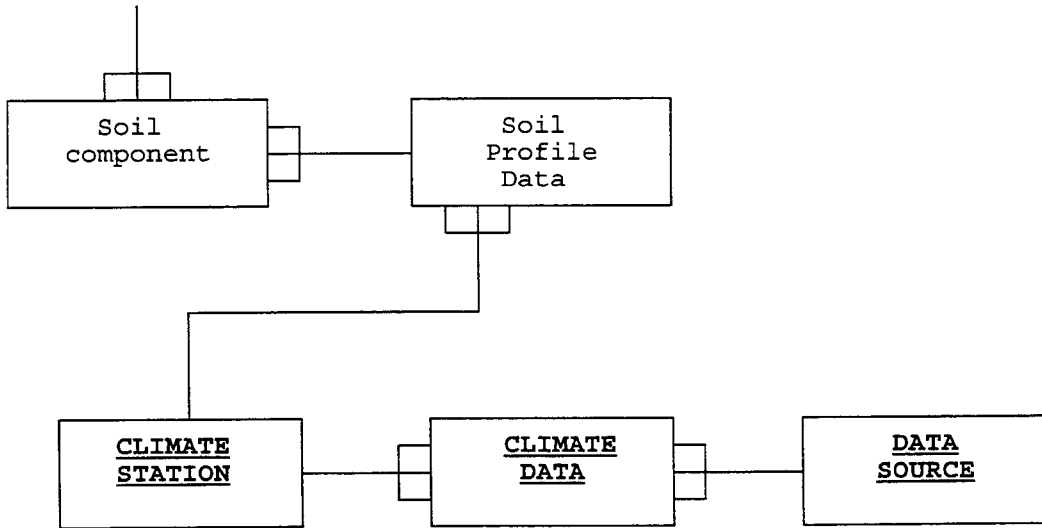 Soil
component
Soil
Profile
Data
CLIMATE
STATION
CLIMATE
DATA
DATA
SOURCE